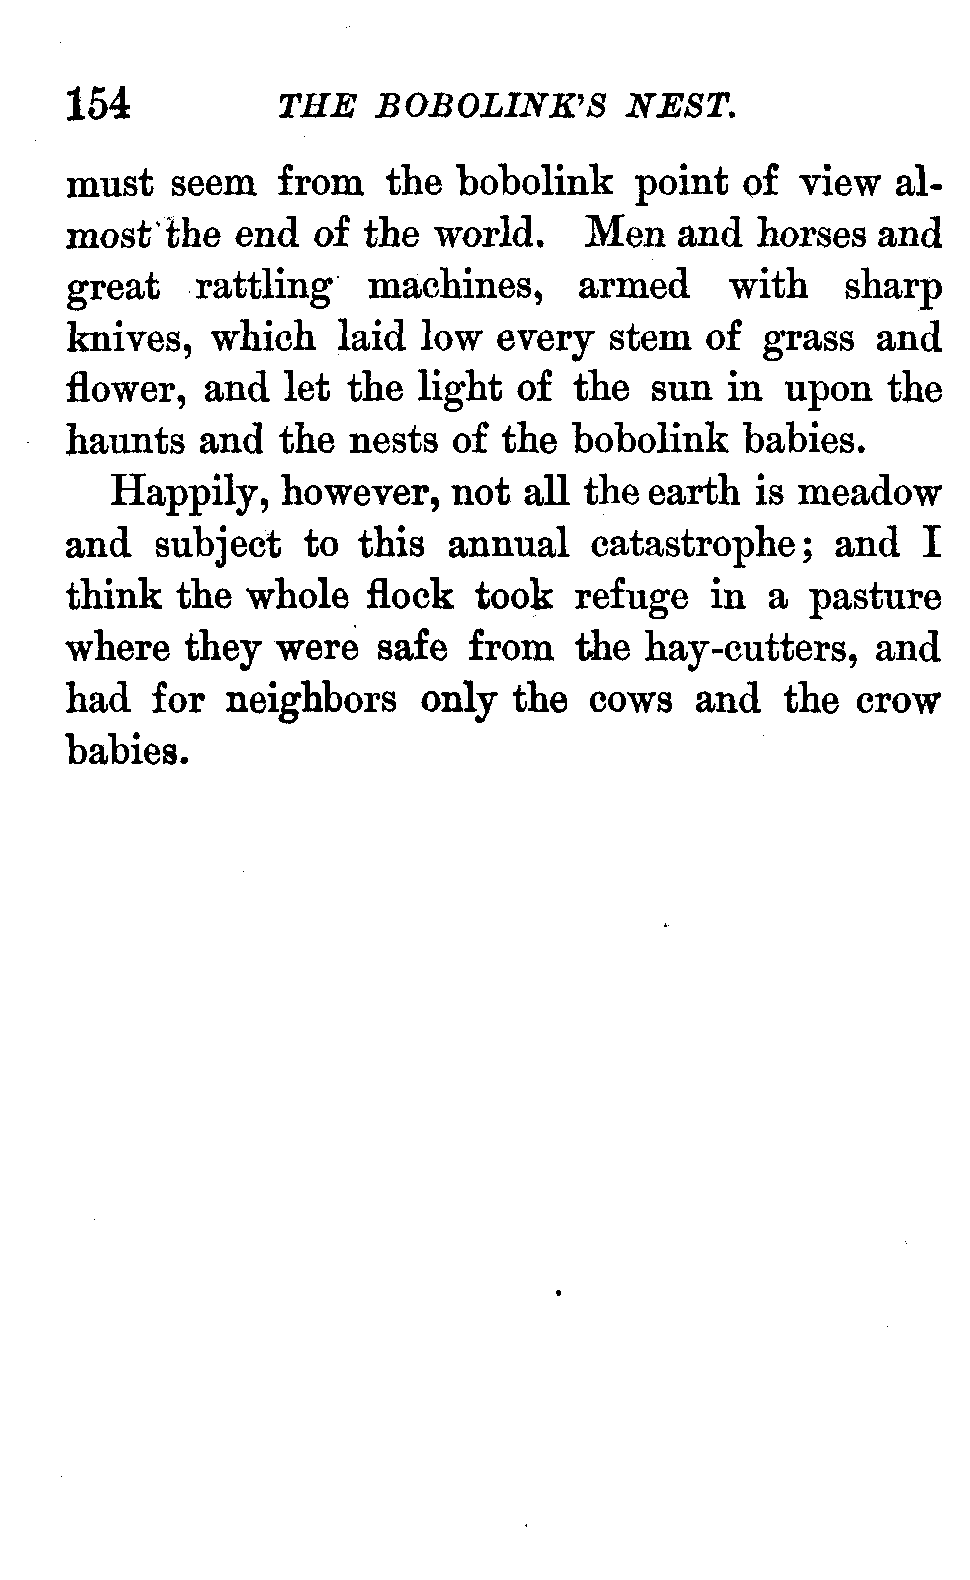 154 THE BOBOLINK'S NEST.
must seem from the bobolink point of view al-
most the end of the world. Men and horses and
great rattling machines, armed with sharp
knives, which laid low every stem of grass and
flower, and let the light of the sun in upon the
haunts and the nests of the bobolink babies.
Happily, however, not all the earth is meadow
and subject to this annual catastrophe; and I
think the whole flock took refuge in a pasture
where they were safe from the hay-cutters, and
had for neighbors only the cows and the crow
babies.